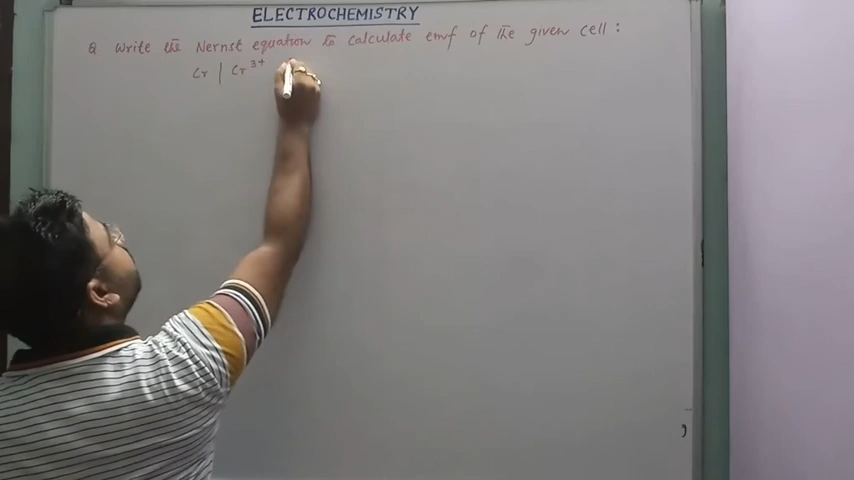 ELECTROCHEMISTRY
Q Write the Nernst equation to calculate emf of the given cell :
Cr | Cr³⁺